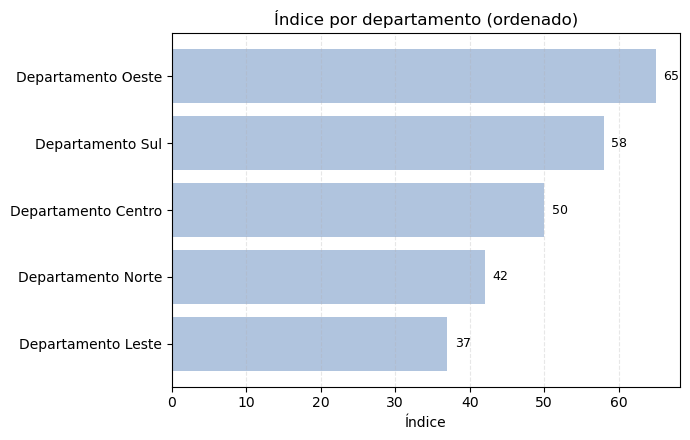 Índice por departamento (ordenado)
Departamento Oeste 65
Departamento Sul 58
Departamento Centro 50
Departamento Norte 42
Departamento Leste 37
0 10 20 30 40 50 60
Índice